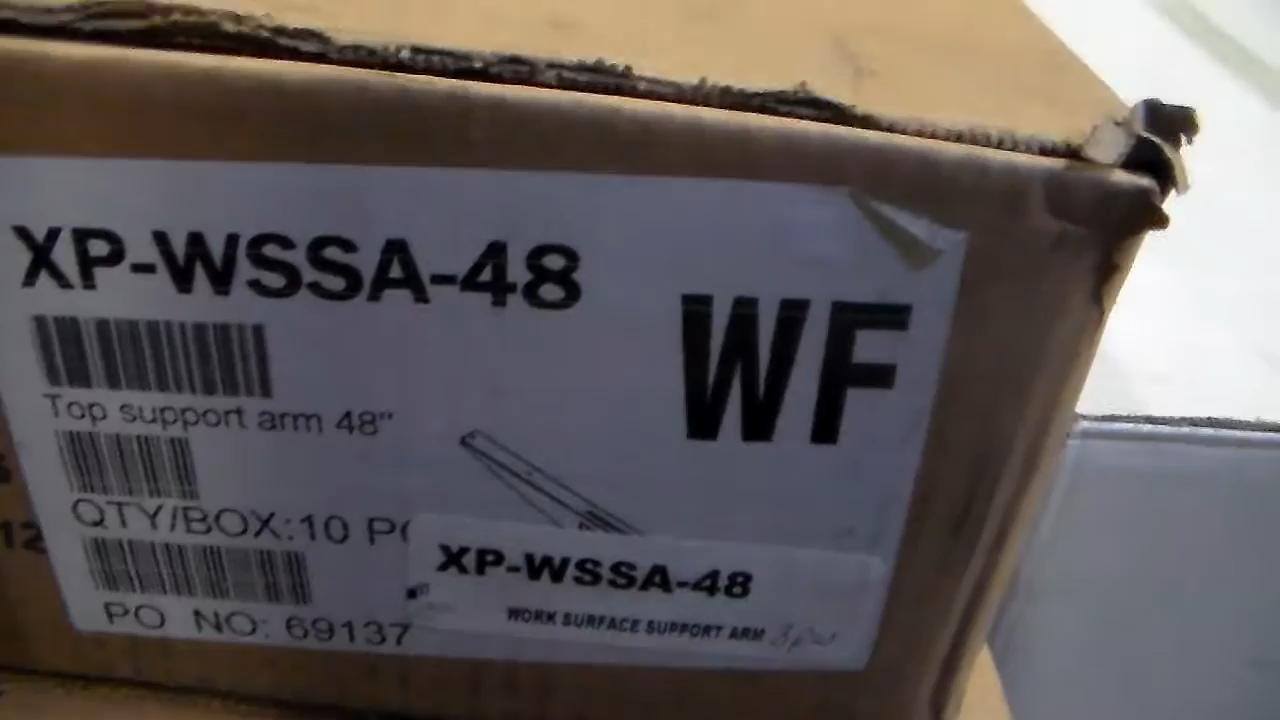 XP-WSSA-48
WF
Top support arm 48"
QTY/BOX:10
PO NO: 69137
XP-WSSA-48
WORK SURFACE SUPPORT ARM
12